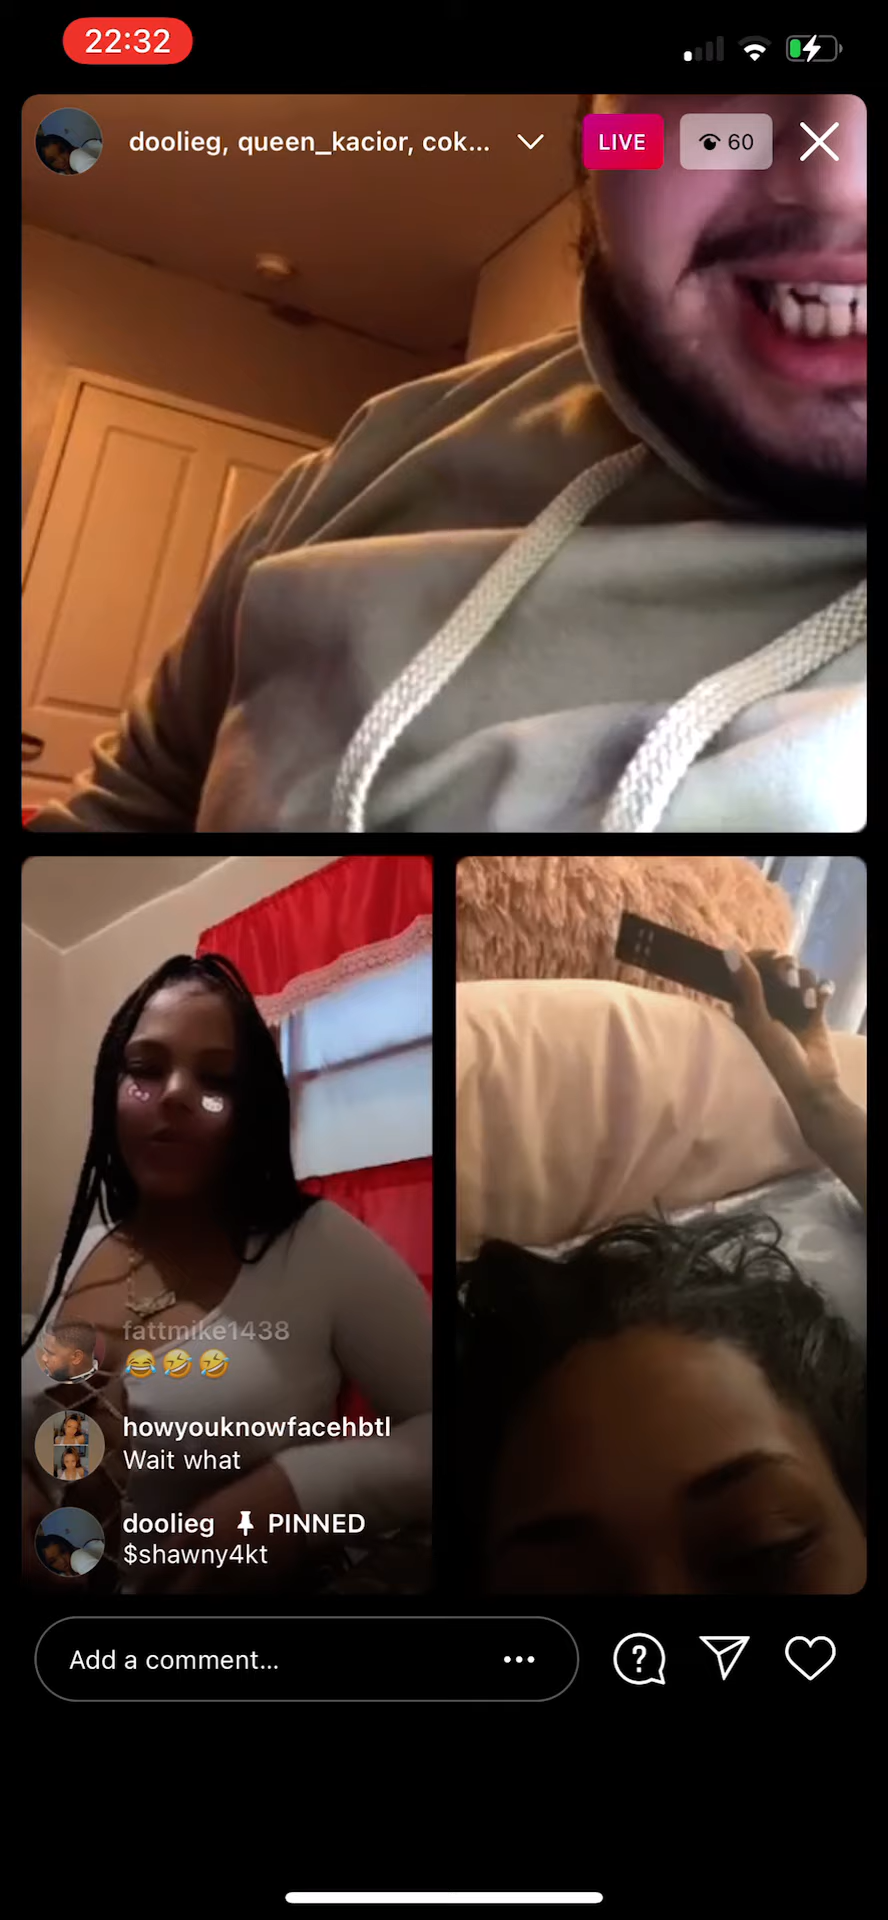 22:32
doolieg, queen_kacior, cok...
LIVE
60
fattmike1438
😂🤣🤣
howyouknowfacehbtl
Wait what
doolieg PINNED
$shawny4kt
Add a comment...